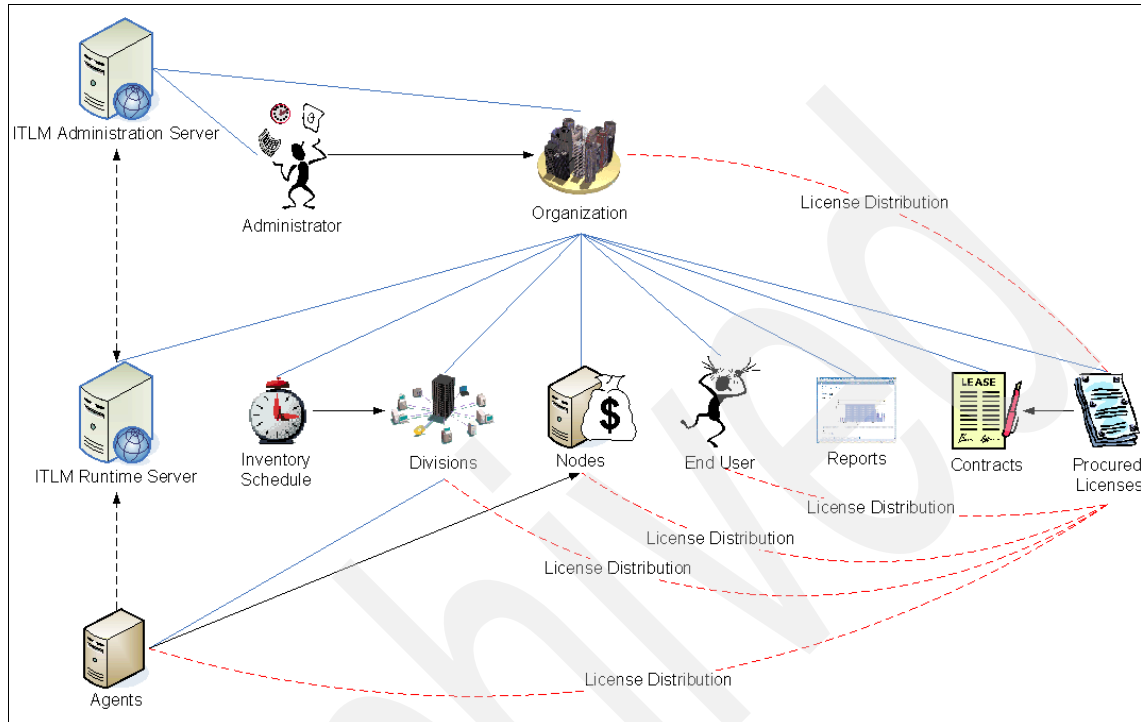 ITLM Administration Server
Administrator
Organization
License Distribution
ITLM Runtime Server
Inventory
Schedule
Divisions
Nodes
$
End User
Reports
LEASE
Contracts
Procured
Licenses
License Distribution
License Distribution
License Distribution
License Distribution
Agents